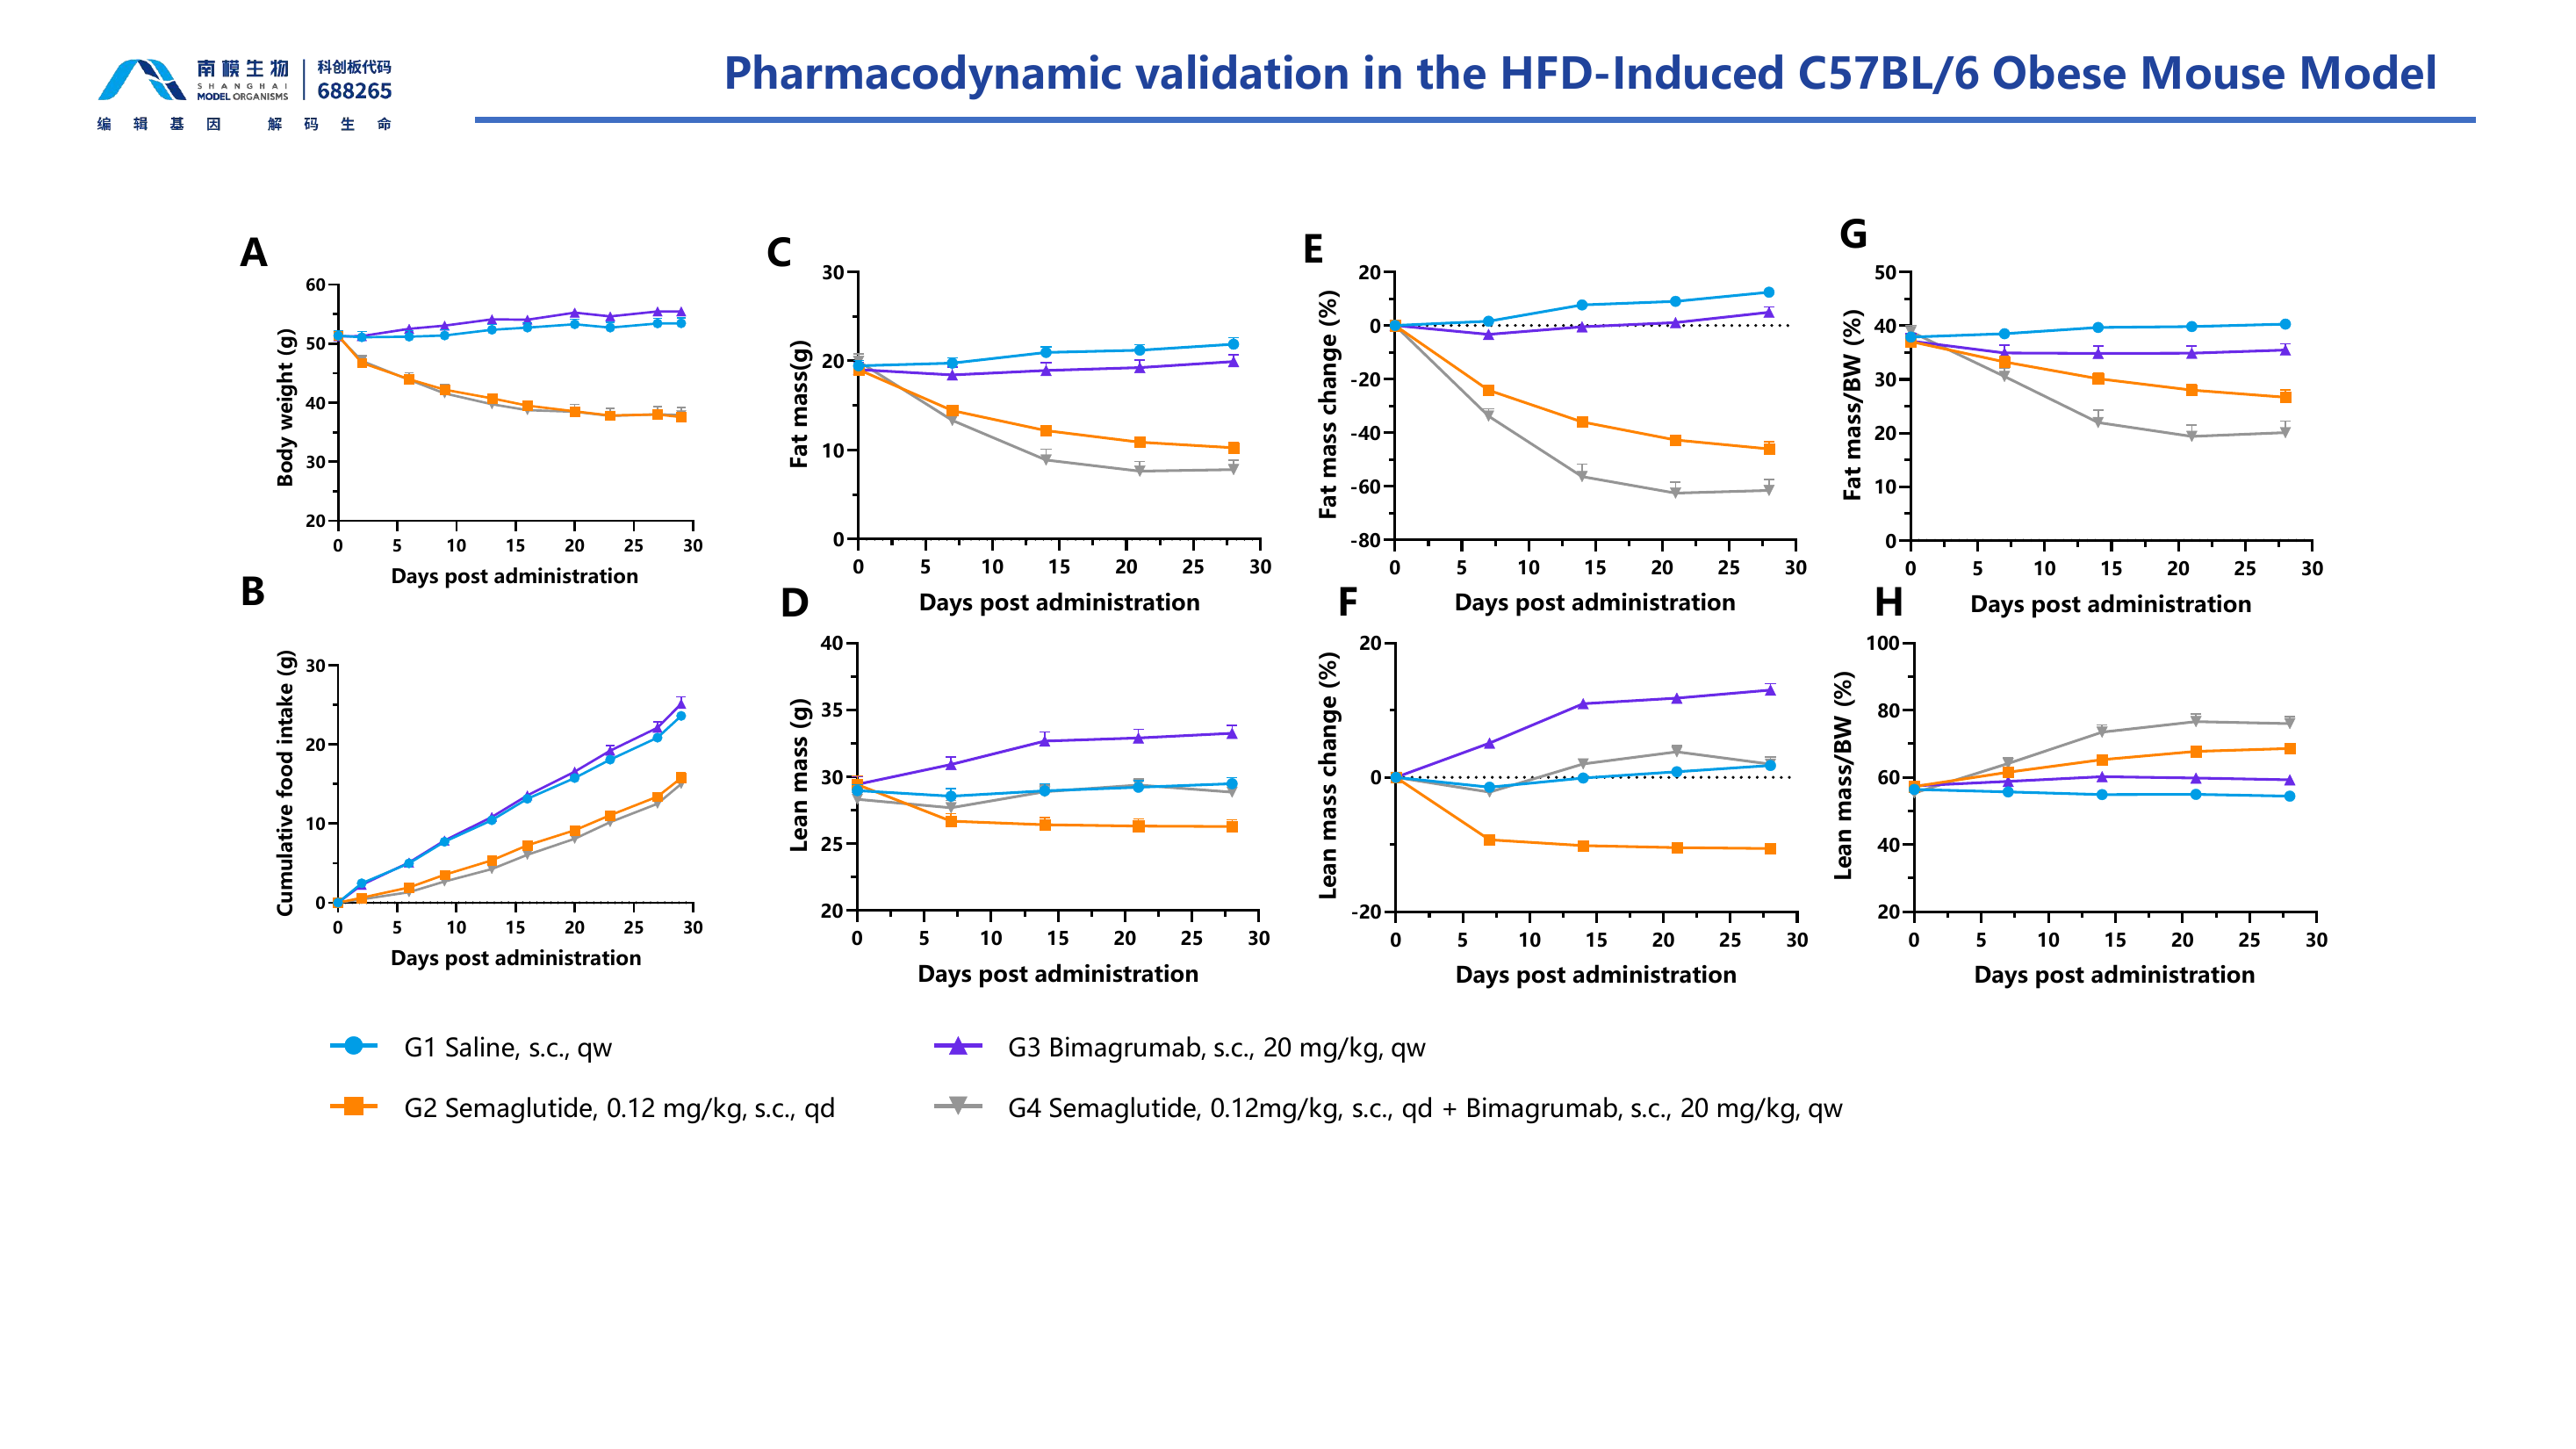 南模生物
SHANGHAI
MODEL ORGANISMS
科创板代码
688265
编辑基因 解码生命
Pharmacodynamic validation in the HFD-Induced C57BL/6 Obese Mouse Model
A
Body weight (g)
60
50
40
30
20
0 5 10 15 20 25 30
Days post administration
B
Cumulative food intake (g)
30
20
10
0
0 5 10 15 20 25 30
Days post administration
C
Fat mass(g)
30
20
10
0
0 5 10 15 20 25 30
Days post administration
D
Lean mass (g)
40
35
30
25
20
0 5 10 15 20 25 30
Days post administration
E
Fat mass change (%)
20
0
-20
-40
-60
-80
0 5 10 15 20 25 30
Days post administration
F
Lean mass change (%)
20
0
-20
0 5 10 15 20 25 30
Days post administration
G
Fat mass/BW (%)
50
40
30
20
10
0
0 5 10 15 20 25 30
Days post administration
H
Lean mass/BW (%)
100
80
60
40
20
0 5 10 15 20 25 30
Days post administration
G1 Saline, s.c., qw
G2 Semaglutide, 0.12 mg/kg, s.c., qd
G3 Bimagrumab, s.c., 20 mg/kg, qw
G4 Semaglutide, 0.12mg/kg, s.c., qd + Bimagrumab, s.c., 20 mg/kg, qw